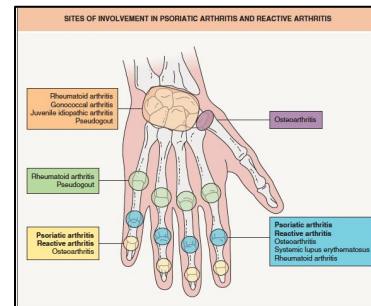 SITES OF INVOLVEMENT IN PSORIATIC ARTHRITIS AND REACTIVE ARTHRITIS
Rheumatoid arthritis
Gonococcal arthritis
Juvenile idiopathic arthritis
Pseudogout
Osteoarthritis
Rheumatoid arthritis
Pseudogout
Psoriatic arthritis
Reactive arthritis
Osteoarthritis
Psoriatic arthritis
Reactive arthritis
Osteoarthritis
Systemic lupus erythematosus
Rheumatoid arthritis